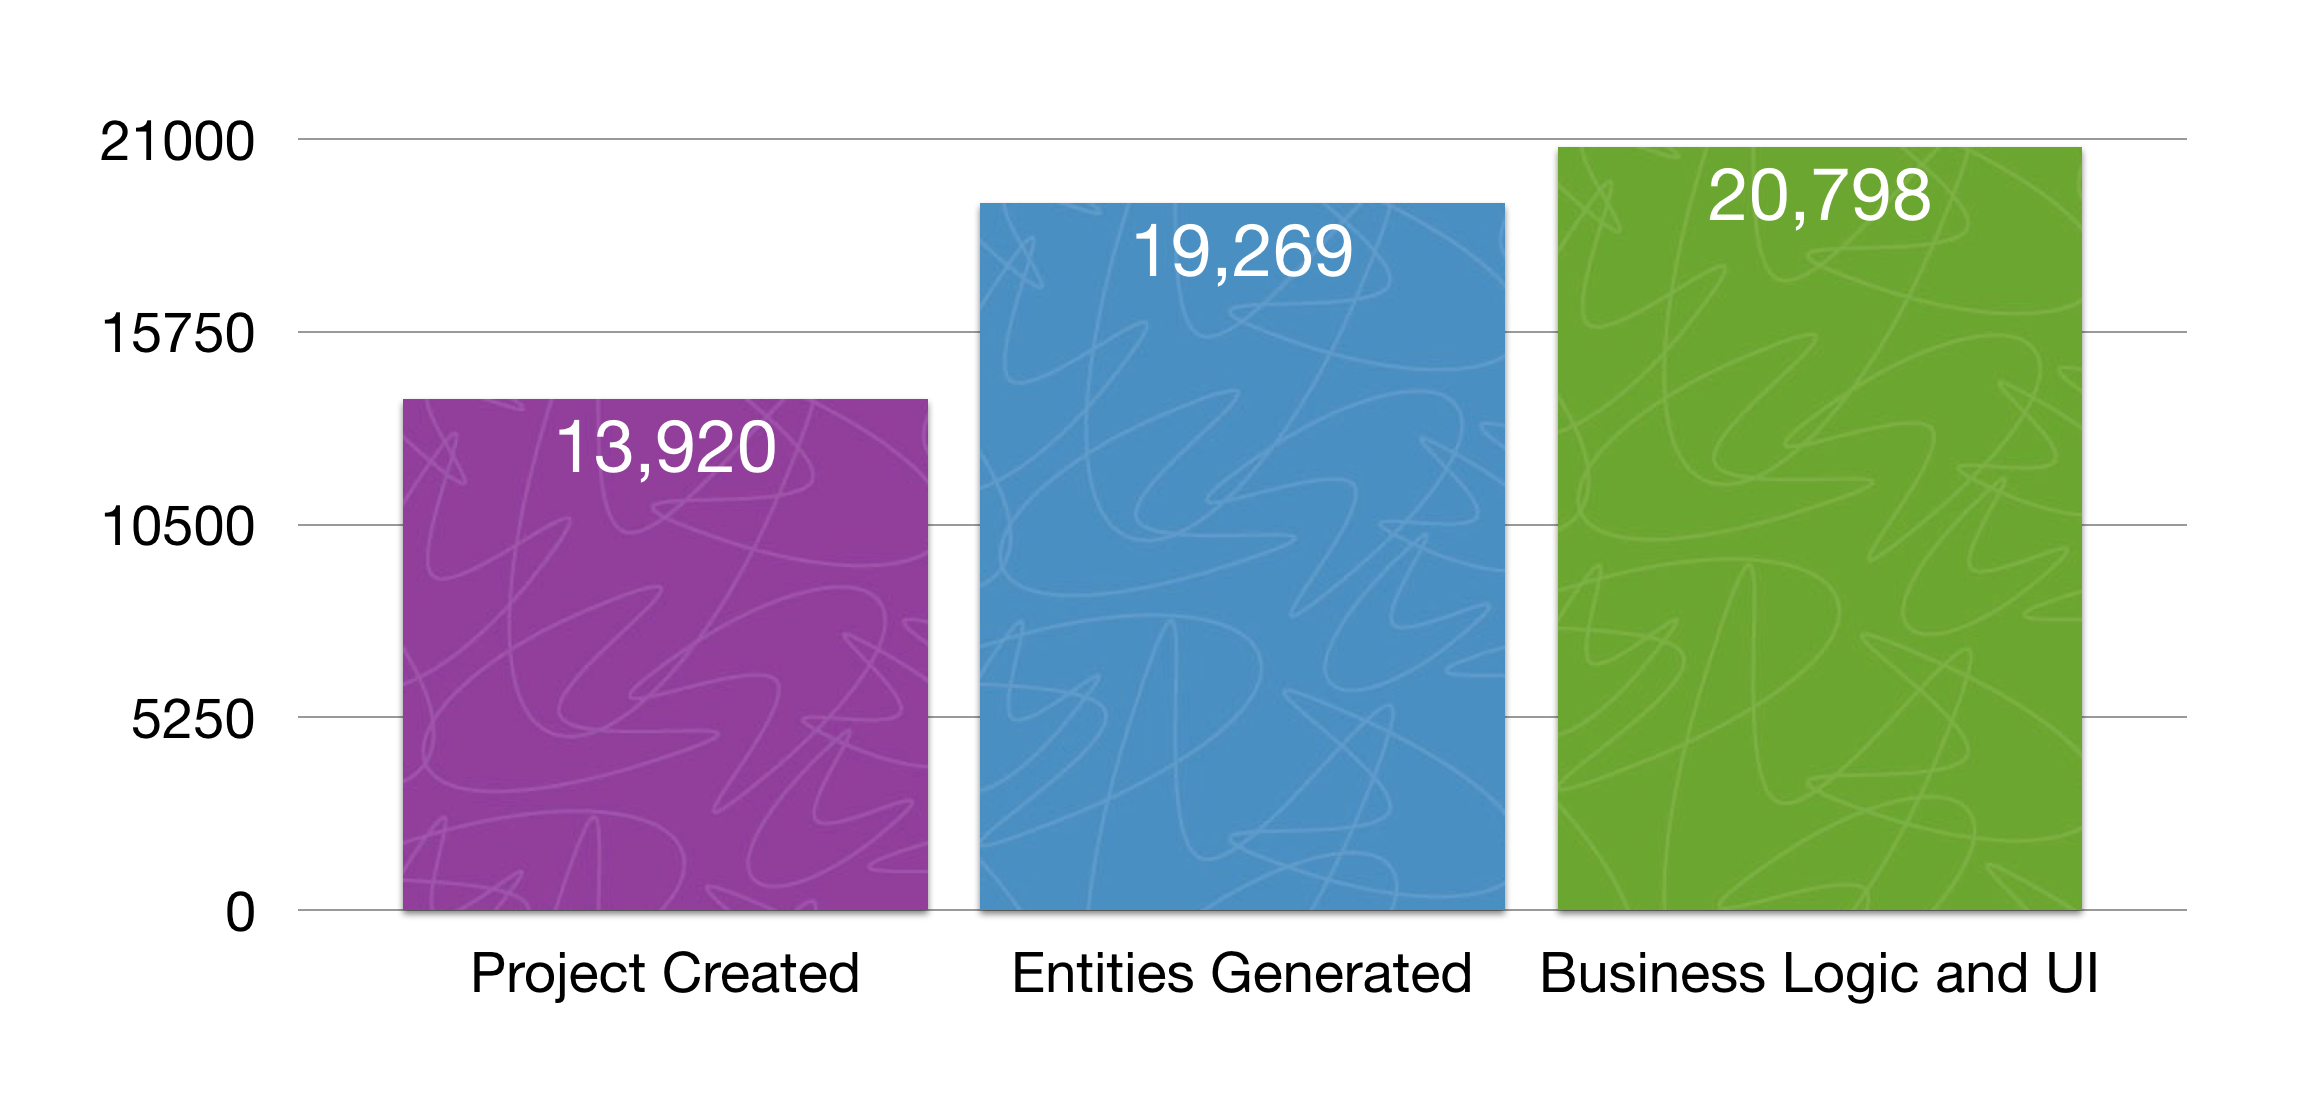 21000
15750
10500
5250
0
13,920
19,269
20,798
Project Created
Entities Generated
Business Logic and UI